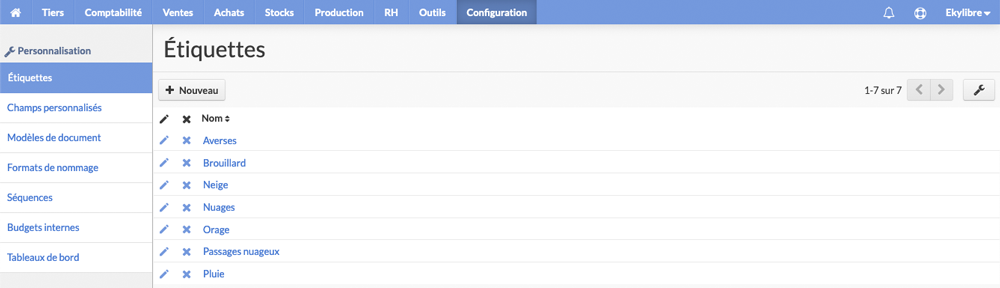 Tiers Comptabilité Ventes Achats Stocks Production RH Outils Configuration Ekylibre
Personnalisation
Étiquettes
Champs personnalisés
Modèles de document
Formats de nommage
Séquences
Budgets internes
Tableaux de bord
Étiquettes
Nouveau
1-7 sur 7
Nom
Averses
Brouillard
Neige
Nuages
Orage
Passages nuageux
Pluie